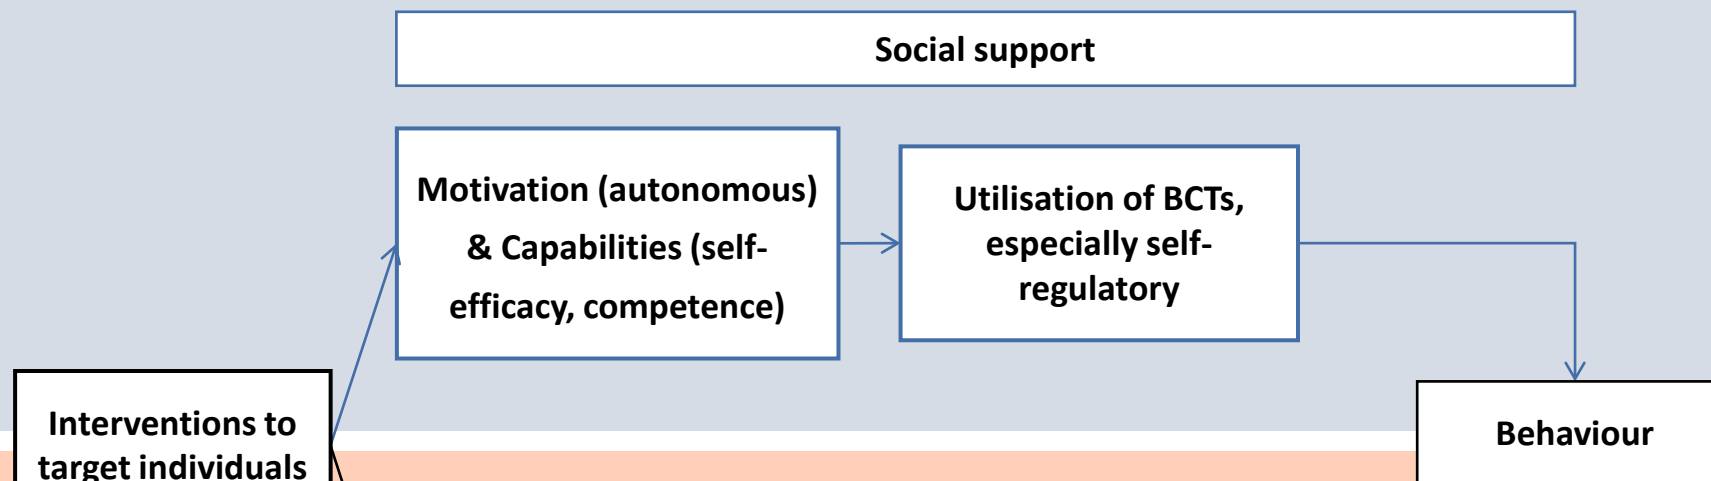 Social support
Motivation (autonomous)
& Capabilities (self-
efficacy, competence)
Utilisation of BCTs,
especially self-
regulatory
Interventions to
target individuals
Behaviour